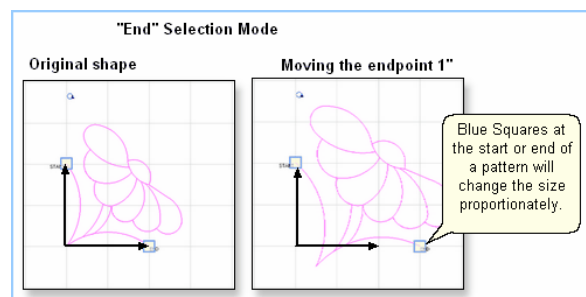 "End" Selection Mode
Original shape
Moving the endpoint 1"
Blue Squares at
the start or end of
a pattern will
change the size
proportionately.